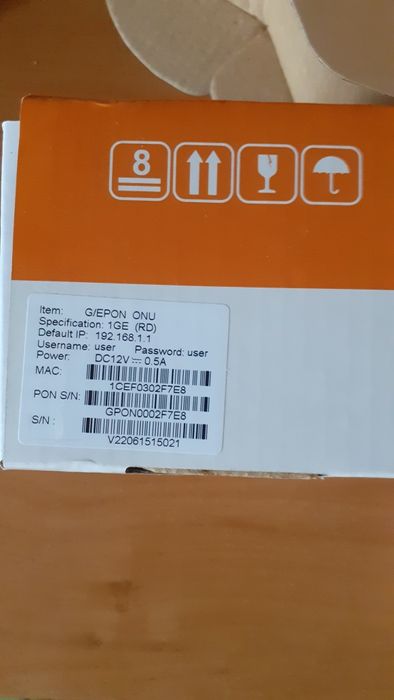 8
Item: G/EPON ONU
Specification: 1GE (RD)
Default IP: 192.168.1.1
Username: user Password: user
Power: DC12V ⎓ 0.5A
MAC:
1CEF0302F7E8
PON S/N:
GPON0002F7E8
S/N :
V22061515021